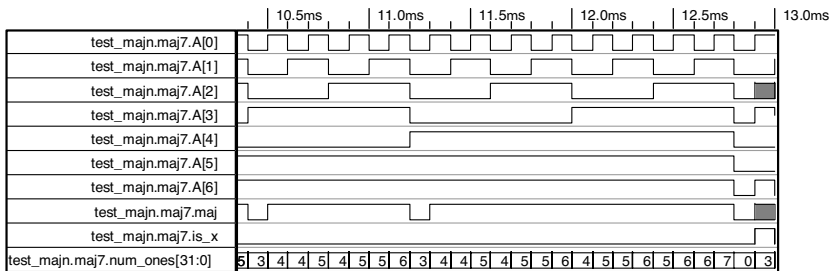 10.5ms 11.0ms 11.5ms 12.0ms 12.5ms 13.0ms
test_majn.maj7.A[0]
test_majn.maj7.A[1]
test_majn.maj7.A[2]
test_majn.maj7.A[3]
test_majn.maj7.A[4]
test_majn.maj7.A[5]
test_majn.maj7.A[6]
test_majn.maj7.maj
test_majn.maj7.is_x
test_majn.maj7.num_ones[31:0] 5 3 4 4 5 4 5 5 6 3 4 4 5 4 5 5 6 4 5 5 6 5 6 6 7 0 3